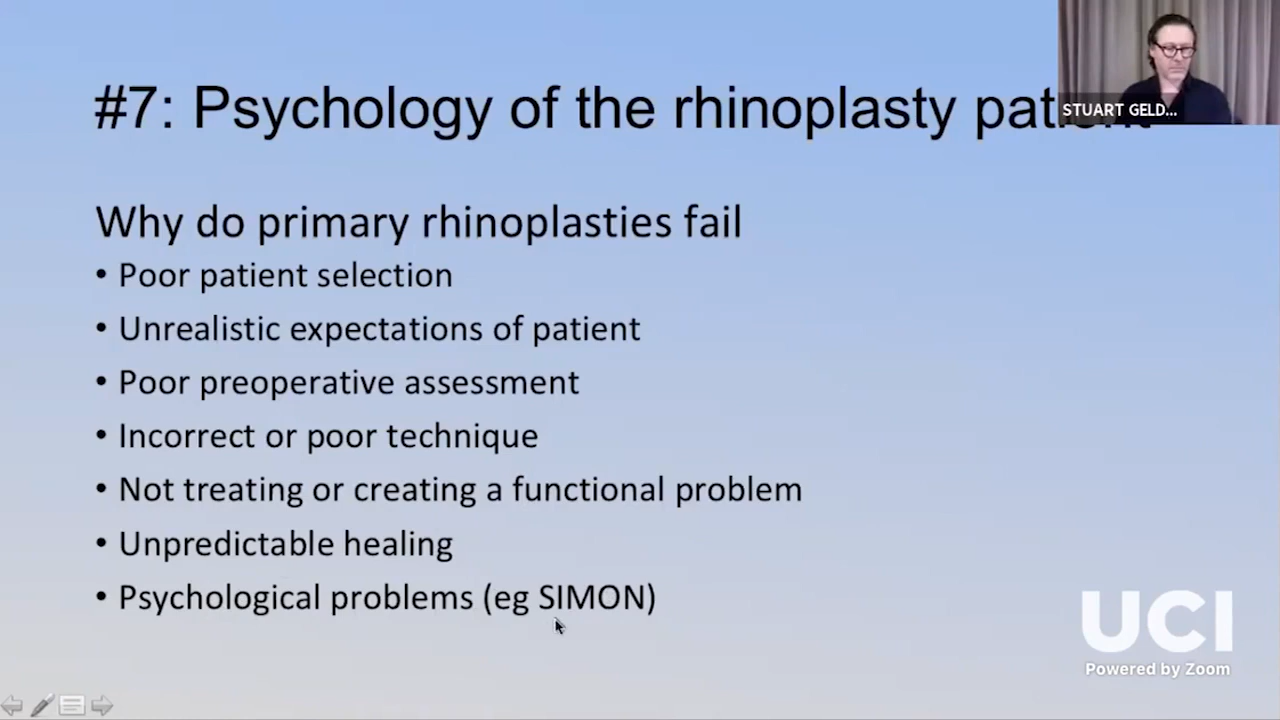 #7: Psychology of the rhinoplasty patient
STUART GELD...
Why do primary rhinoplasties fail
• Poor patient selection
• Unrealistic expectations of patient
• Poor preoperative assessment
• Incorrect or poor technique
• Not treating or creating a functional problem
• Unpredictable healing
• Psychological problems (eg SIMON)
UCI
Powered by Zoom